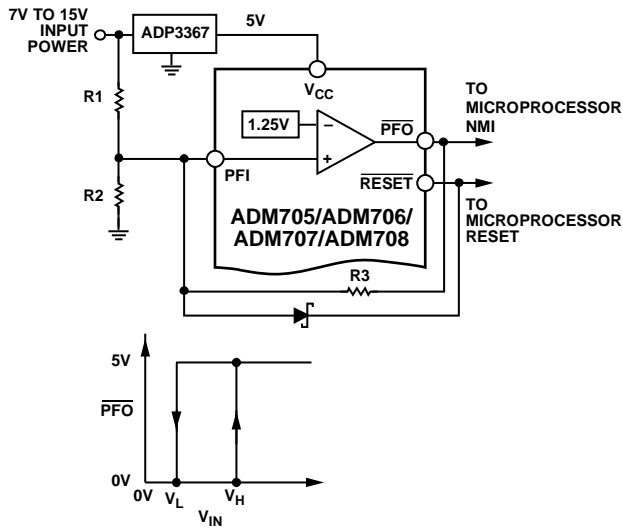 7V TO 15V
INPUT
POWER
ADP3367
5V
VCC
R1
1.25V
–
+
PFO
TO
MICROPROCESSOR
NMI
PFI
RESET
R2
ADM705/ADM706/
ADM707/ADM708
TO
MICROPROCESSOR
RESET
R3
5V
PFO
0V
0V
VL
VH
VIN